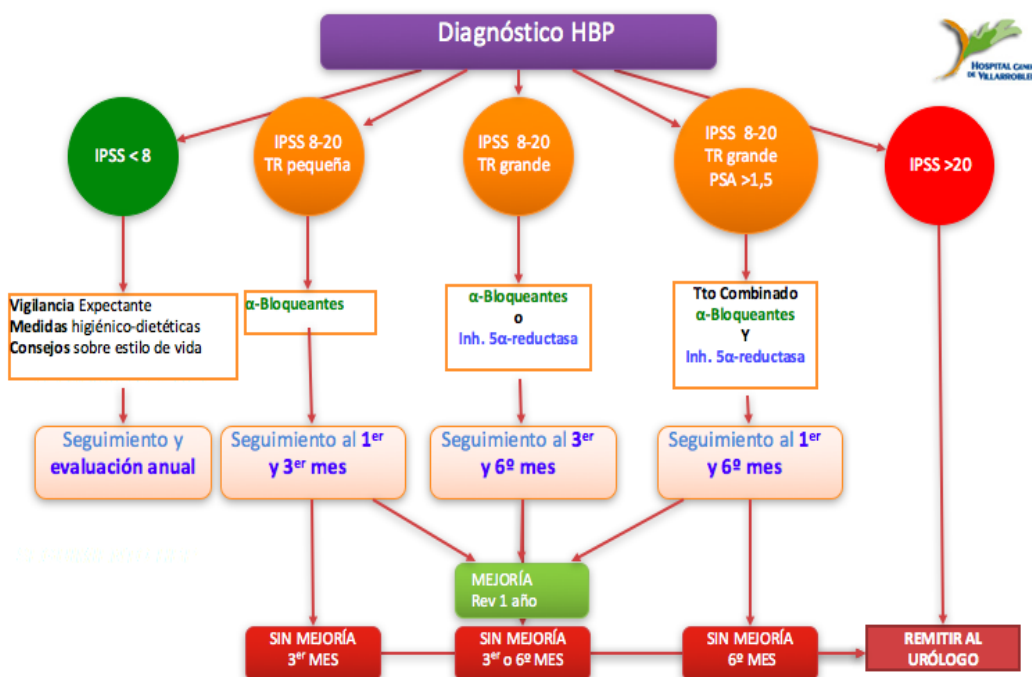 Diagnóstico HBP
HOSPITAL GENE
DE VILLARROBLE
IPSS < 8
IPSS 8-20
TR pequeña
IPSS 8-20
TR grande
IPSS 8-20
TR grande
PSA >1,5
IPSS >20
Vigilancia Expectante
Medidas higiénico-dietéticas
Consejos sobre estilo de vida
α-Bloqueantes
α-Bloqueantes
o
Inh. 5α-reductasa
Tto Combinado
α-Bloqueantes
Y
Inh. 5α-reductasa
Seguimiento y
evaluación anual
Seguimiento al 1er
y 3er mes
Seguimiento al 3er
y 6º mes
Seguimiento al 1er
y 6º mes
MEJORÍA
Rev 1 año
SIN MEJORÍA
3er MES
SIN MEJORÍA
3er o 6º MES
SIN MEJORÍA
6º MES
REMITIR AL
URÓLOGO